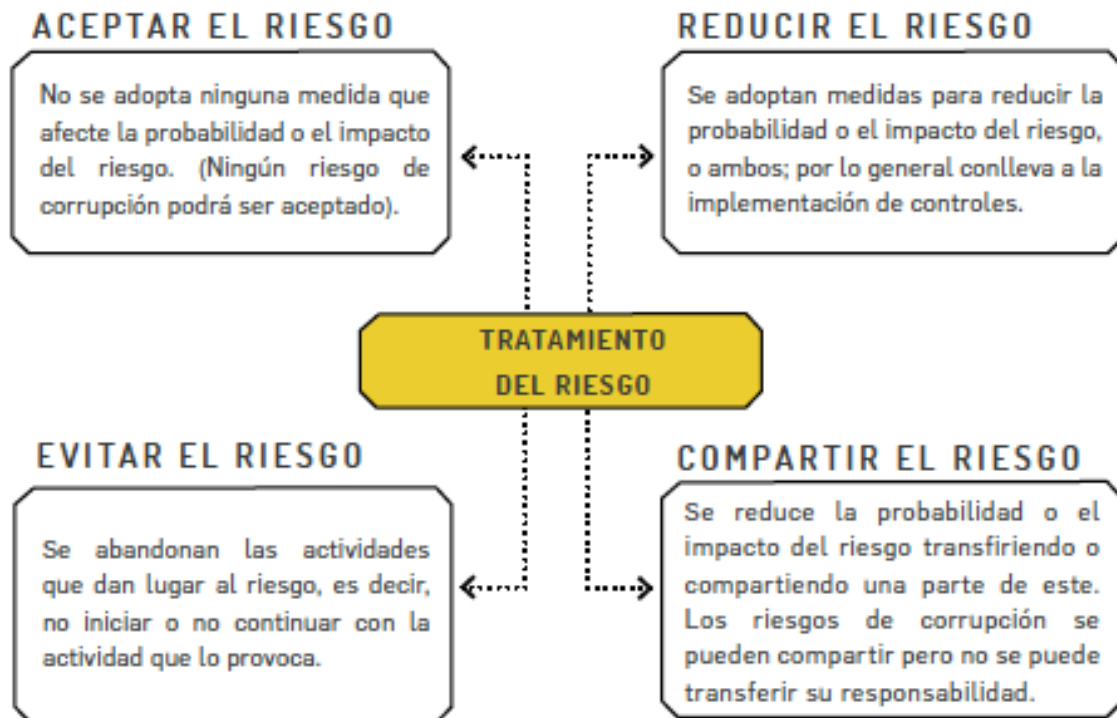 ACEPTAR EL RIESGO
No se adopta ninguna medida que
afecte la probabilidad o el impacto
del riesgo. (Ningún riesgo de
corrupción podrá ser aceptado).
REDUCIR EL RIESGO
Se adoptan medidas para reducir la
probabilidad o el impacto del riesgo,
o ambos; por lo general conlleva a la
implementación de controles.
TRATAMIENTO
DEL RIESGO
EVITAR EL RIESGO
Se abandonan las actividades
que dan lugar al riesgo, es decir,
no iniciar o no continuar con la
actividad que lo provoca.
COMPARTIR EL RIESGO
Se reduce la probabilidad o el
impacto del riesgo transfiriendo o
compartiendo una parte de este.
Los riesgos de corrupción se
pueden compartir pero no se puede
transferir su responsabilidad.